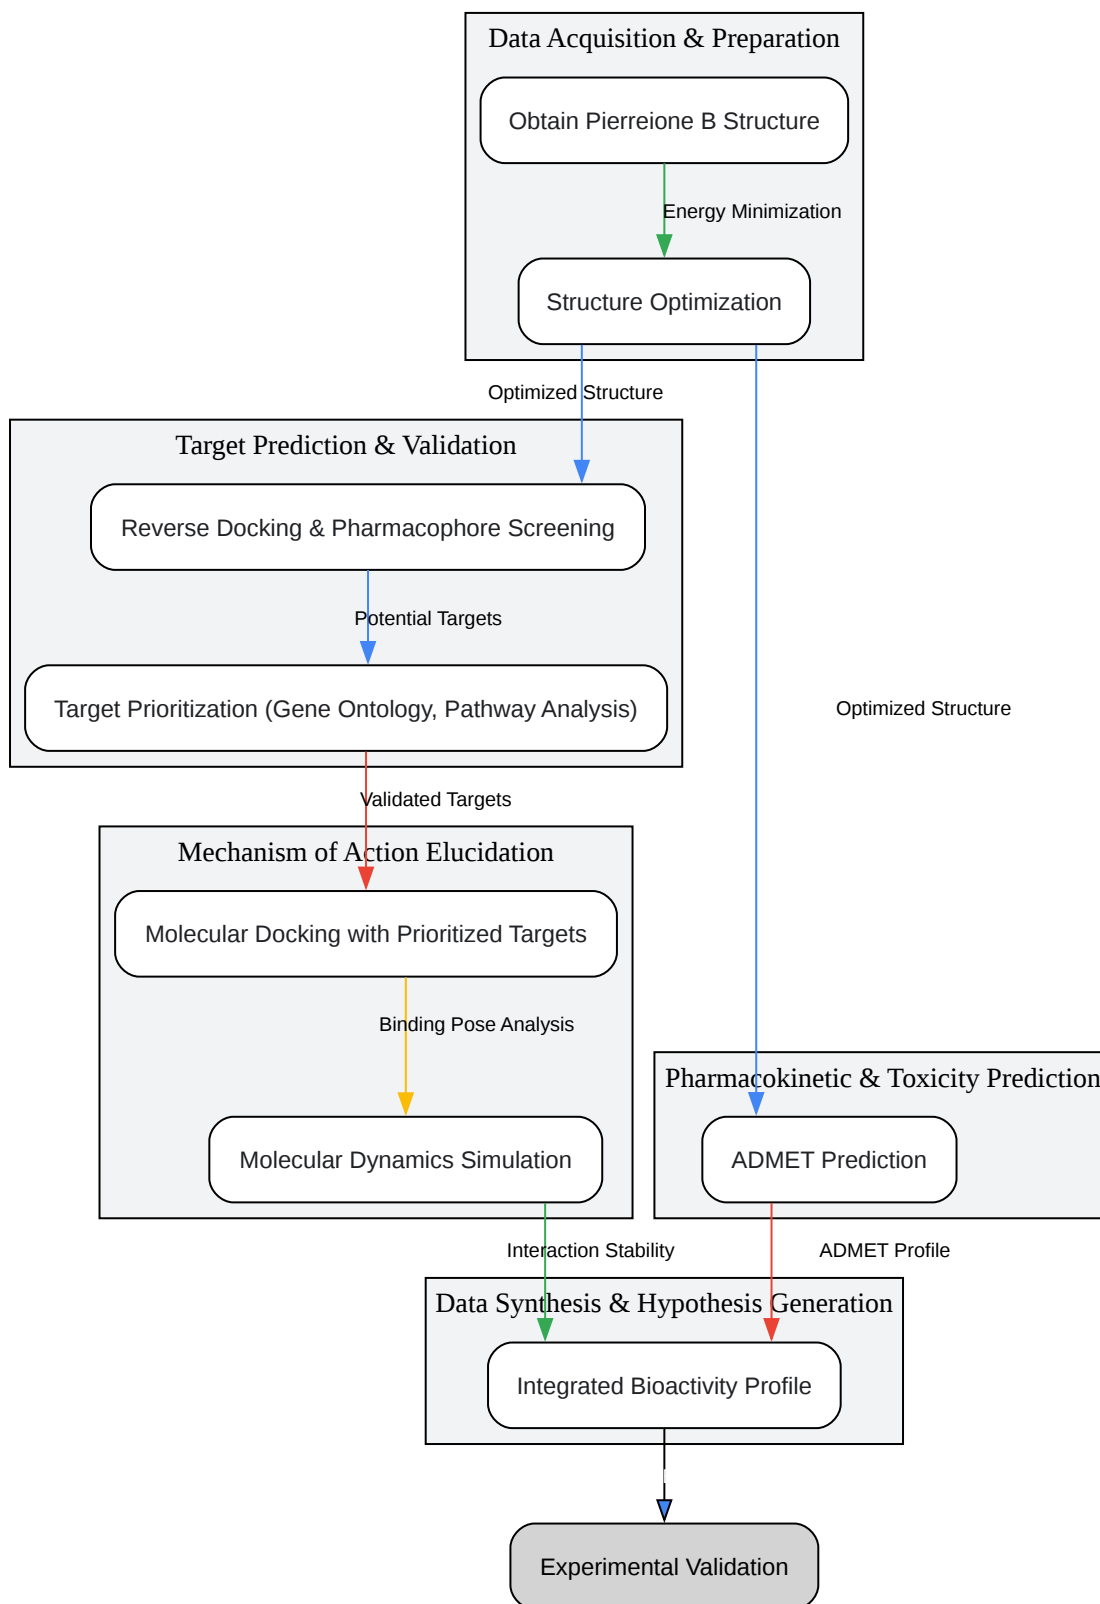 Data Acquisition & Preparation
Obtain Pierreione B Structure
Energy Minimization
Structure Optimization
Optimized Structure
Target Prediction & Validation
Reverse Docking & Pharmacophore Screening
Potential Targets
Target Prioritization (Gene Ontology, Pathway Analysis)
Optimized Structure
Validated Targets
Mechanism of Action Elucidation
Molecular Docking with Prioritized Targets
Binding Pose Analysis
Pharmacokinetic & Toxicity Prediction
Molecular Dynamics Simulation
ADMET Prediction
Interaction Stability
ADMET Profile
Data Synthesis & Hypothesis Generation
Integrated Bioactivity Profile
Experimental Validation